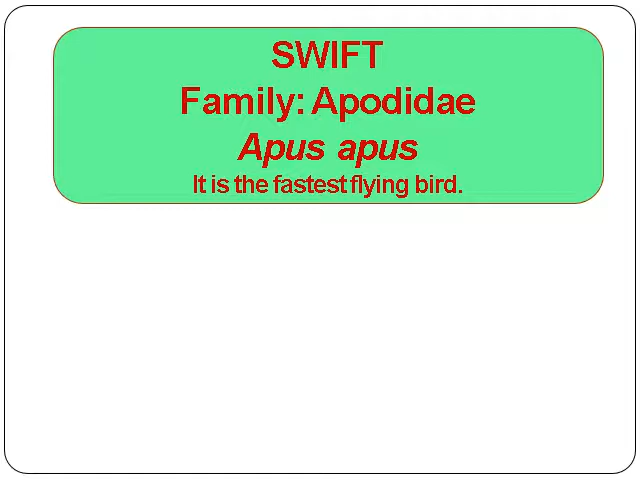 SWIFT
Family: Apodidae
Apus apus
It is the fastest flying bird.